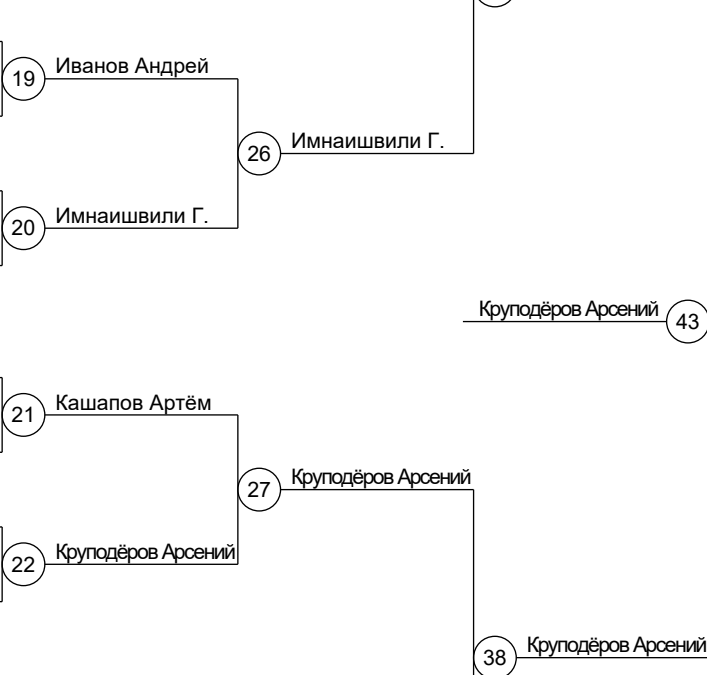 19 Иванов Андрей
26 Имнаишвили Г.
20 Имнаишвили Г.
Круподёров Арсений 43
21 Кашапов Артём
27 Круподёров Арсений
22 Круподёров Арсений
38 Круподёров Арсений